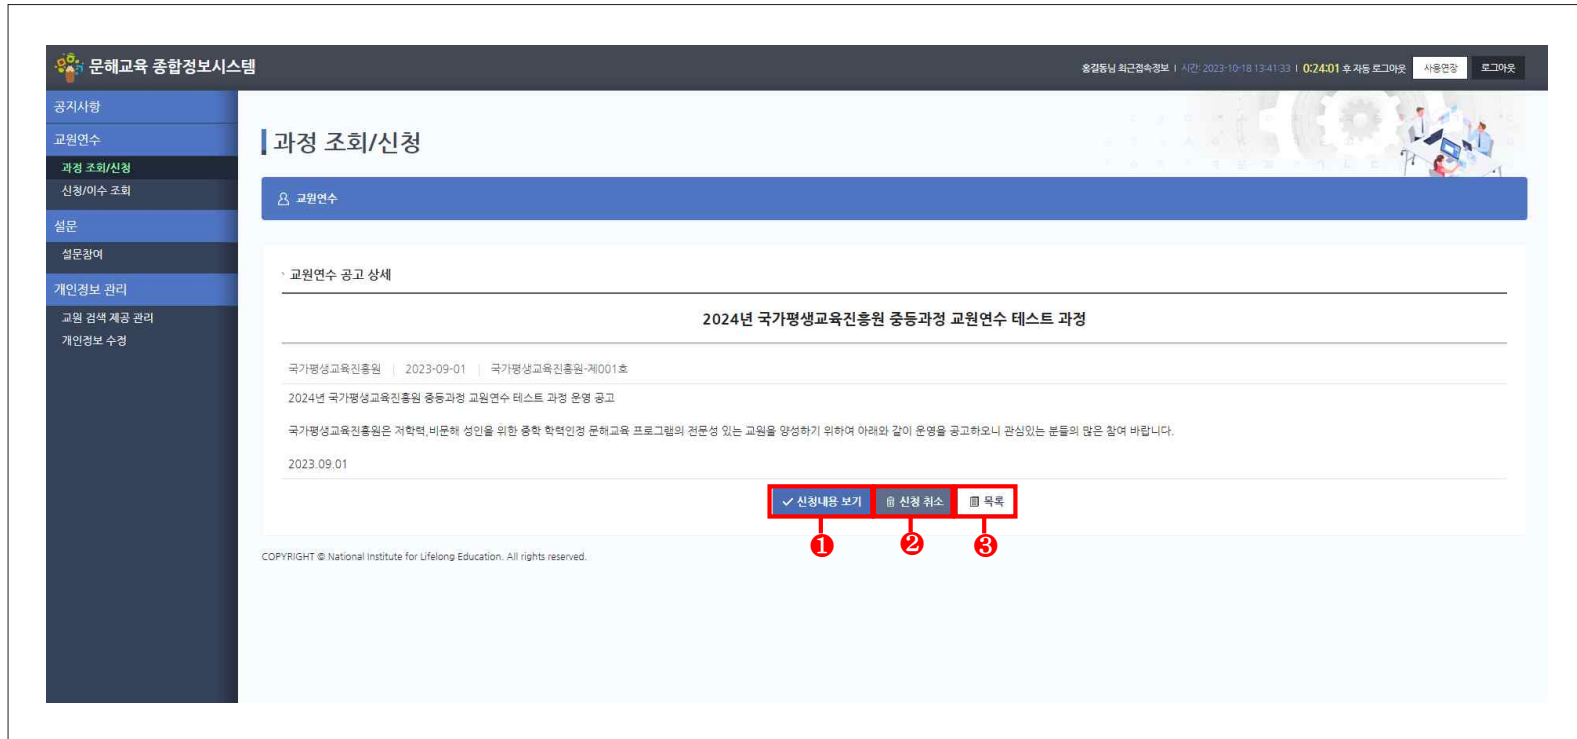 문해교육 종합정보시스템
홍길동님 최근접속정보 | 시간: 2023-10-18 13:41:33 | 0:24:01 후 자동 로그아웃 사용연장 로그아웃
공지사항
교원연수
과정 조회/신청
신청/이수 조회
설문
설문참여
개인정보 관리
교원 검색 제공 관리
개인정보 수정
과정 조회/신청
교원연수
교원연수 공고 상세
2024년 국가평생교육진흥원 중등과정 교원연수 테스트 과정
국가평생교육진흥원 | 2023-09-01 | 국가평생교육진흥원-제001호
2024년 국가평생교육진흥원 중등과정 교원연수 테스트 과정 운영 공고
국가평생교육진흥원은 저학력,비문해 성인을 위한 중학 학력인정 문해교육 프로그램의 전문성 있는 교원을 양성하기 위하여 아래와 같이 운영을 공고하오니 관심있는 분들의 많은 참여 바랍니다.
2023.09.01
신청내용 보기 신청 취소 목록
❶ ❷ ❸
COPYRIGHT © National Institute for Lifelong Education. All rights reserved.